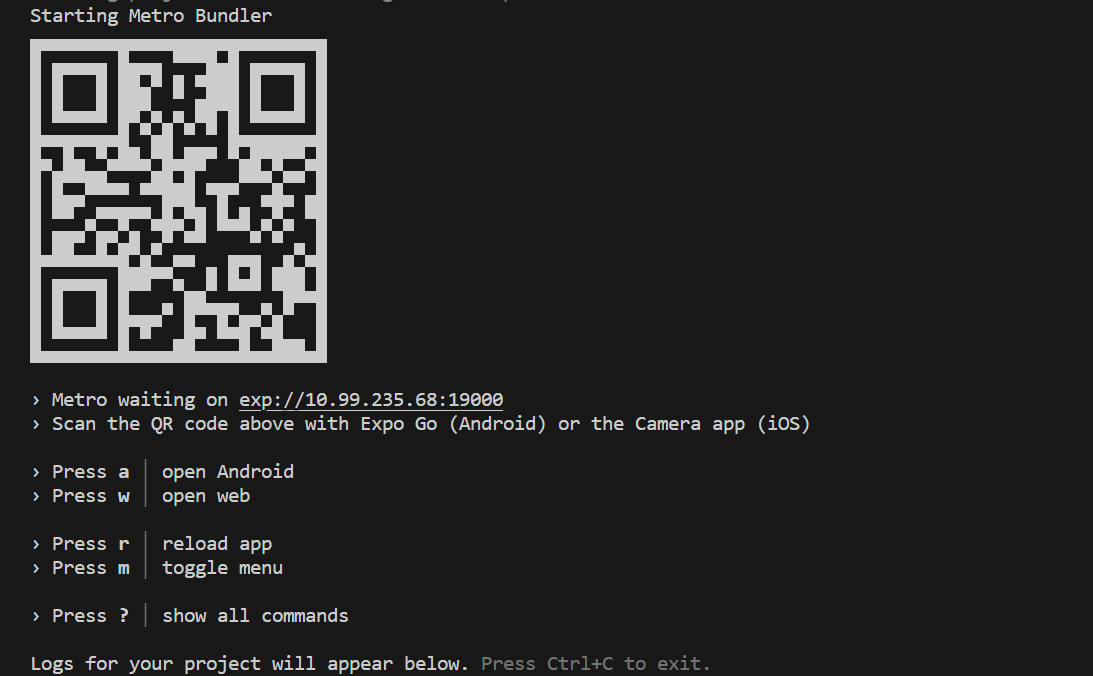 Starting Metro Bundler
› Metro waiting on exp://10.99.235.68:19000
› Scan the QR code above with Expo Go (Android) or the Camera app (iOS)
› Press a │ open Android
› Press w │ open web
› Press r │ reload app
› Press m │ toggle menu
› Press ? │ show all commands
Logs for your project will appear below. Press Ctrl+C to exit.